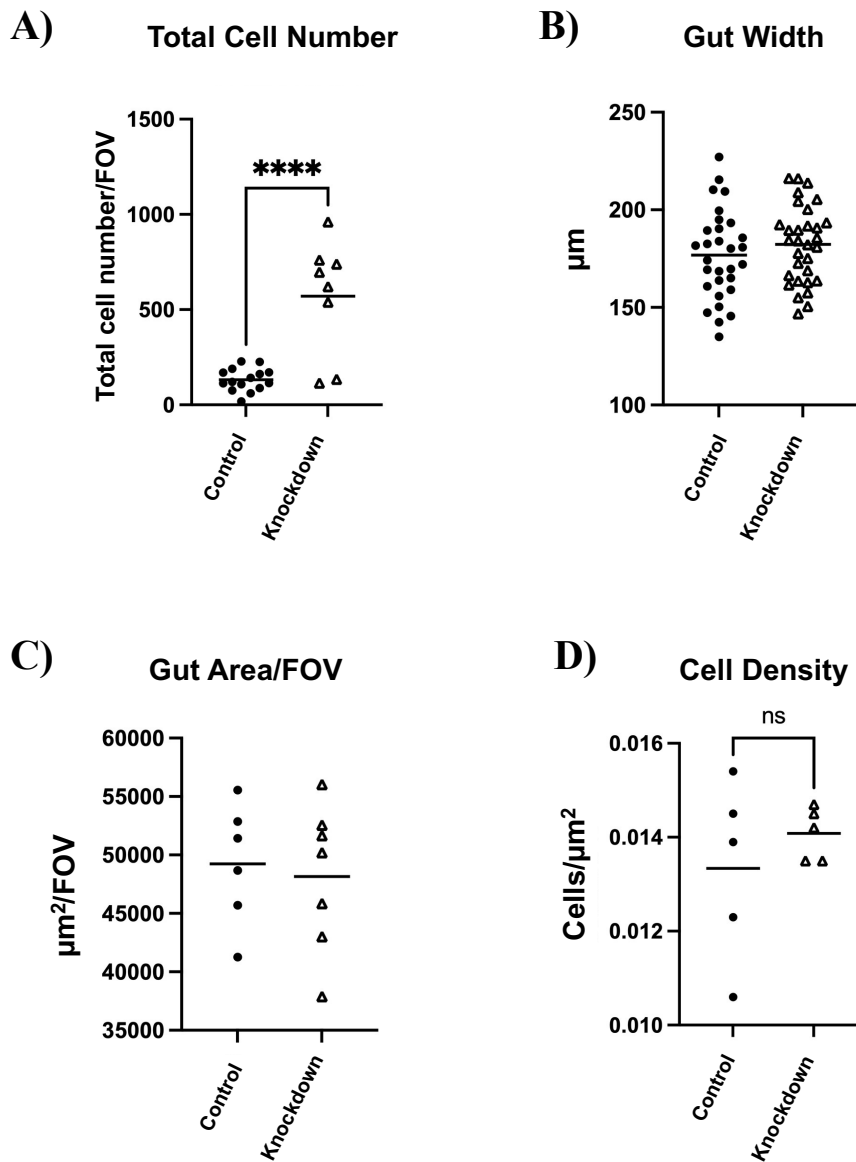 A)
Total Cell Number
Total cell number/FOV
1500
1000
500
0
****
Control
Knockdown
B)
Gut Width
µm
250
200
150
100
Control
Knockdown
C)
Gut Area/FOV
µm²/FOV
60000
55000
50000
45000
40000
35000
Control
Knockdown
D)
Cell Density
ns
Cells/µm²
0.016
0.014
0.012
0.010
Control
Knockdown